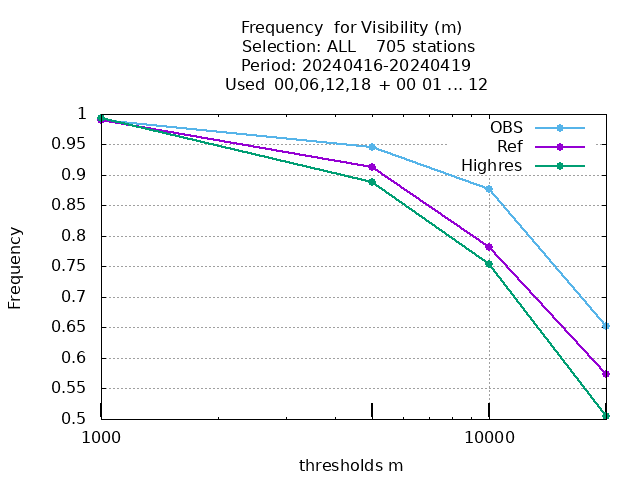 Frequency  for Visibility (m)
Selection: ALL    705 stations
Period: 20240416-20240419
Used  00,06,12,18  + 00 01 ... 12
OBS
Ref
Highres
1
0.95
0.9
0.85
0.8
0.75
0.7
0.65
0.6
0.55
0.5
Frequency
1000
10000
thresholds m